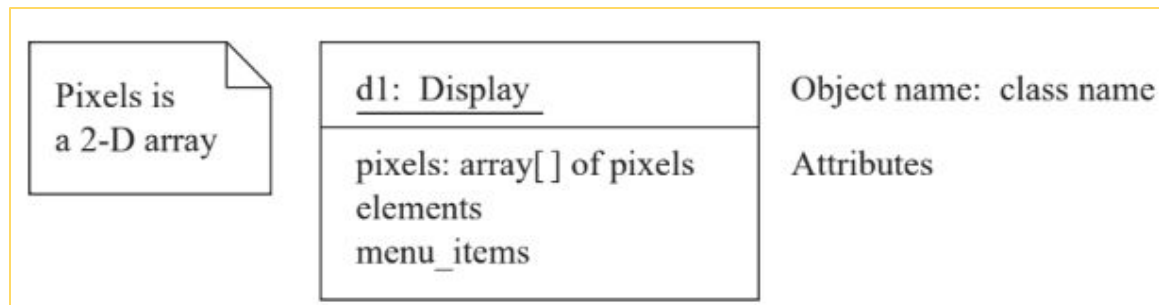 Pixels is
a 2-D array
d1: Display
Object name: class name
pixels: array[ ] of pixels
Attributes
elements
menu_items